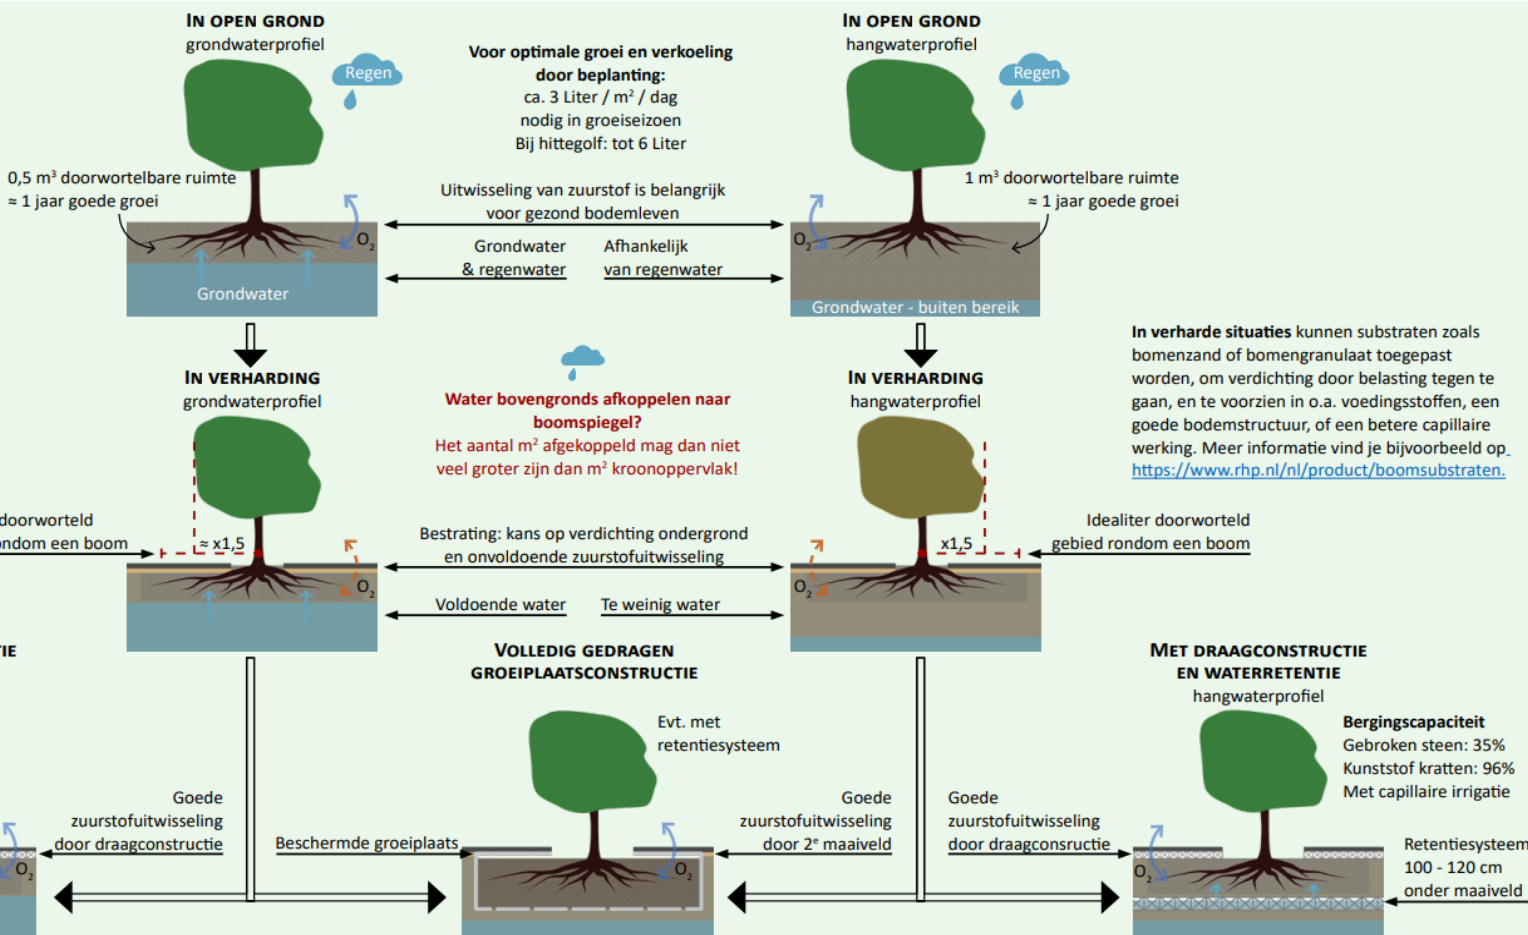 IN OPEN GROND
grondwaterprofiel
Regen
Voor optimale groei en verkoeling
door beplanting:
ca. 3 Liter / m² / dag
nodig in groeiseizoen
Bij hittegolf: tot 6 Liter
IN OPEN GROND
hangwaterprofiel
Regen
0,5 m³ doorwortelbare ruimte
≈ 1 jaar goede groei
Uitwisseling van zuurstof is belangrijk
voor gezond bodemleven
1 m³ doorwortelbare ruimte
≈ 1 jaar goede groei
O₂
O₂
Grondwater
& regenwater
Afhankelijk
van regenwater
Grondwater
Grondwater - buiten bereik
In verharde situaties kunnen substraten zoals
bomenzand of bomengranulaat toegepast
worden, om verdichting door belasting tegen te
gaan, en te voorzien in o.a. voedingsstoffen, een
goede bodemstructuur, of een betere capillaire
werking. Meer informatie vind je bijvoorbeeld op
https://www.rhp.nl/nl/product/boomsubstraten.
IN VERHARDING
grondwaterprofiel
Water bovengronds afkoppelen naar
boomspiegel?
Het aantal m² afgekoppeld mag dan niet
veel groter zijn dan m² kroonoppervlak!
IN VERHARDING
hangwaterprofiel
doorworteld
ondom een boom
≈ x1,5
Bestrating: kans op verdichting ondergrond
en onvoldoende zuurstofuitwisseling
x1,5
Idealiter doorworteld
gebied rondom een boom
O₂
O₂
Voldoende water
Te weinig water
TIE
VOLLEDIG GEDRAGEN
GROEIPLAATSCONSTRUCTIE
MET DRAAGCONSTRUCTIE
EN WATERRETENTIE
hangwaterprofiel
Evt. met
retentiesysteem
Bergingscapaciteit
Gebroken steen: 35%
Kunststof kratten: 96%
Met capillaire irrigatie
Goede
zuurstofuitwisseling
door draagconstructie
Beschermde groeiplaats
Goede
zuurstofuitwisseling
door 2ᵉ maaiveld
Goede
zuurstofuitwisseling
door draagconsructie
Retentiesysteem
100 - 120 cm
onder maaiveld
O₂
O₂
O₂